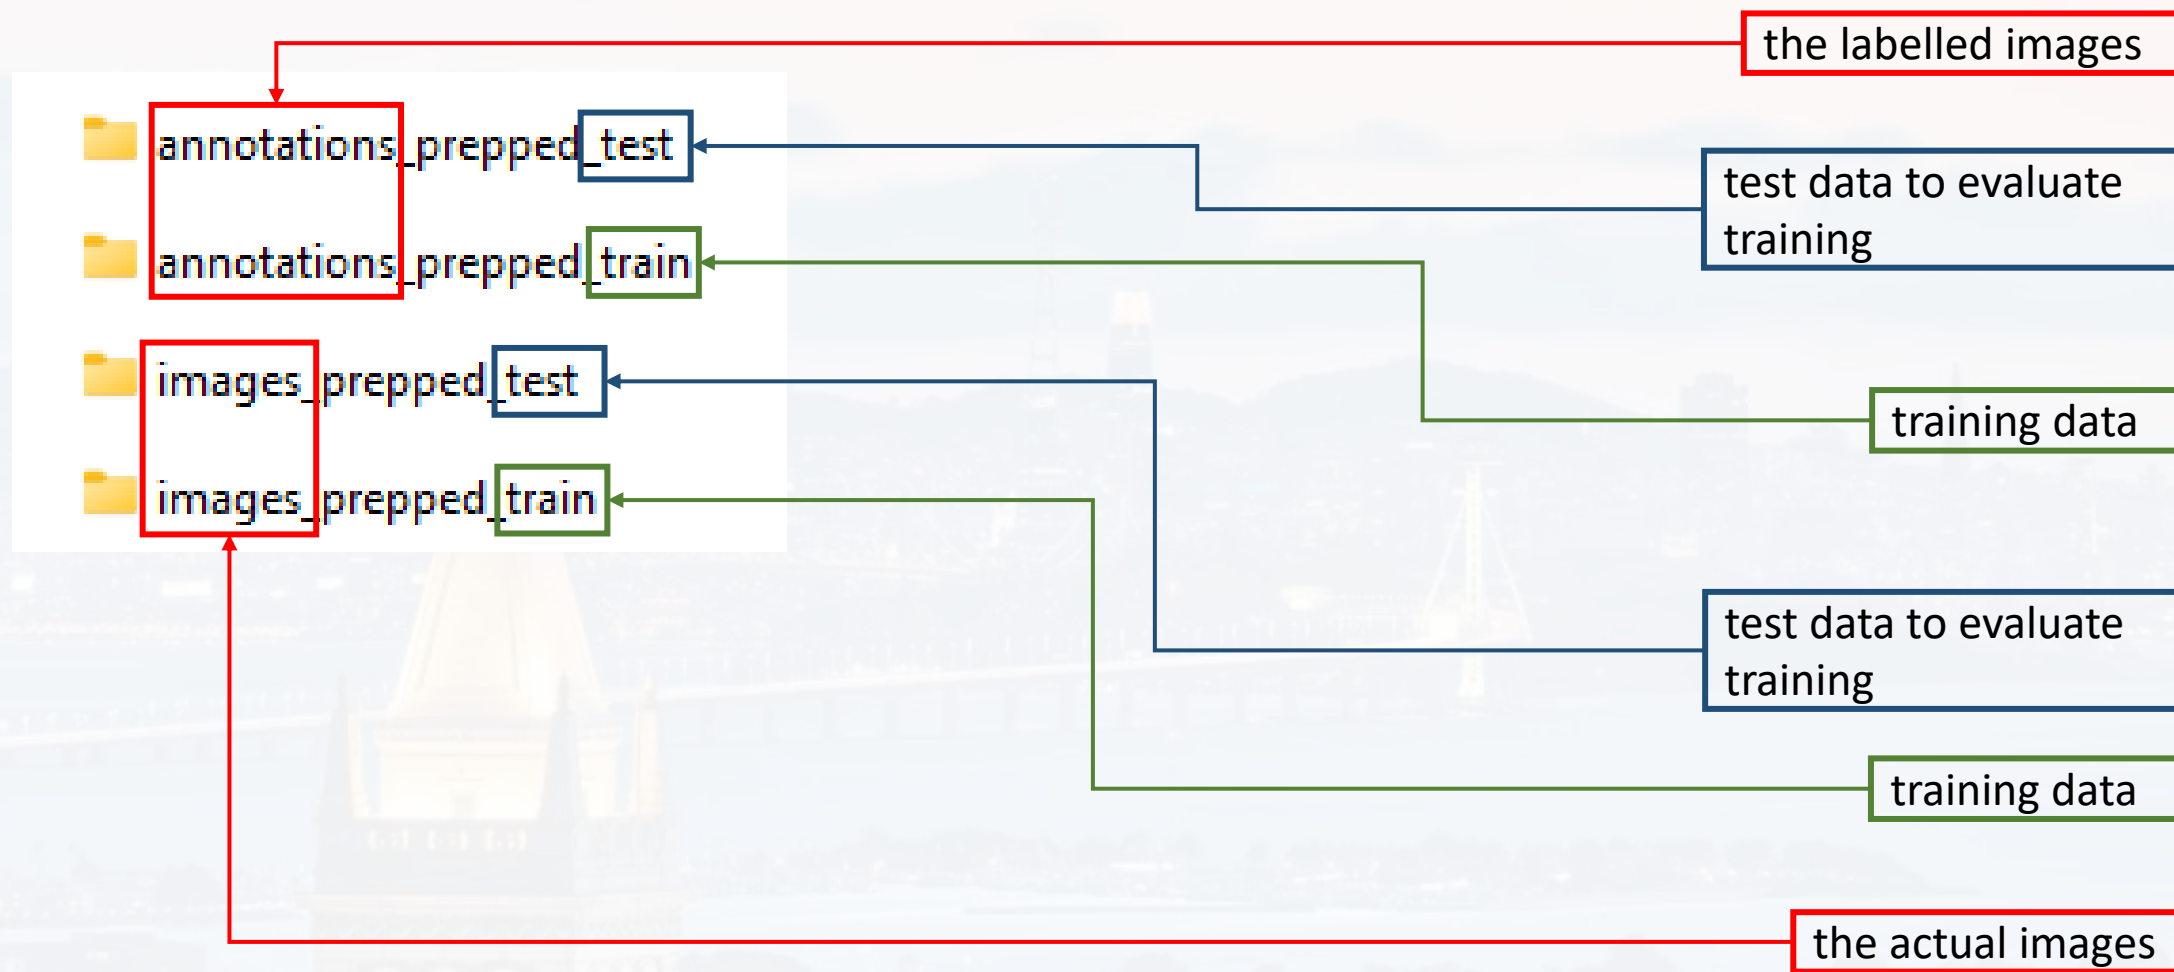 the labelled images
annotations_prepped_test
test data to evaluate
training
annotations_prepped_train
images_prepped_test
training data
images_prepped_train
test data to evaluate
training
training data
the actual images